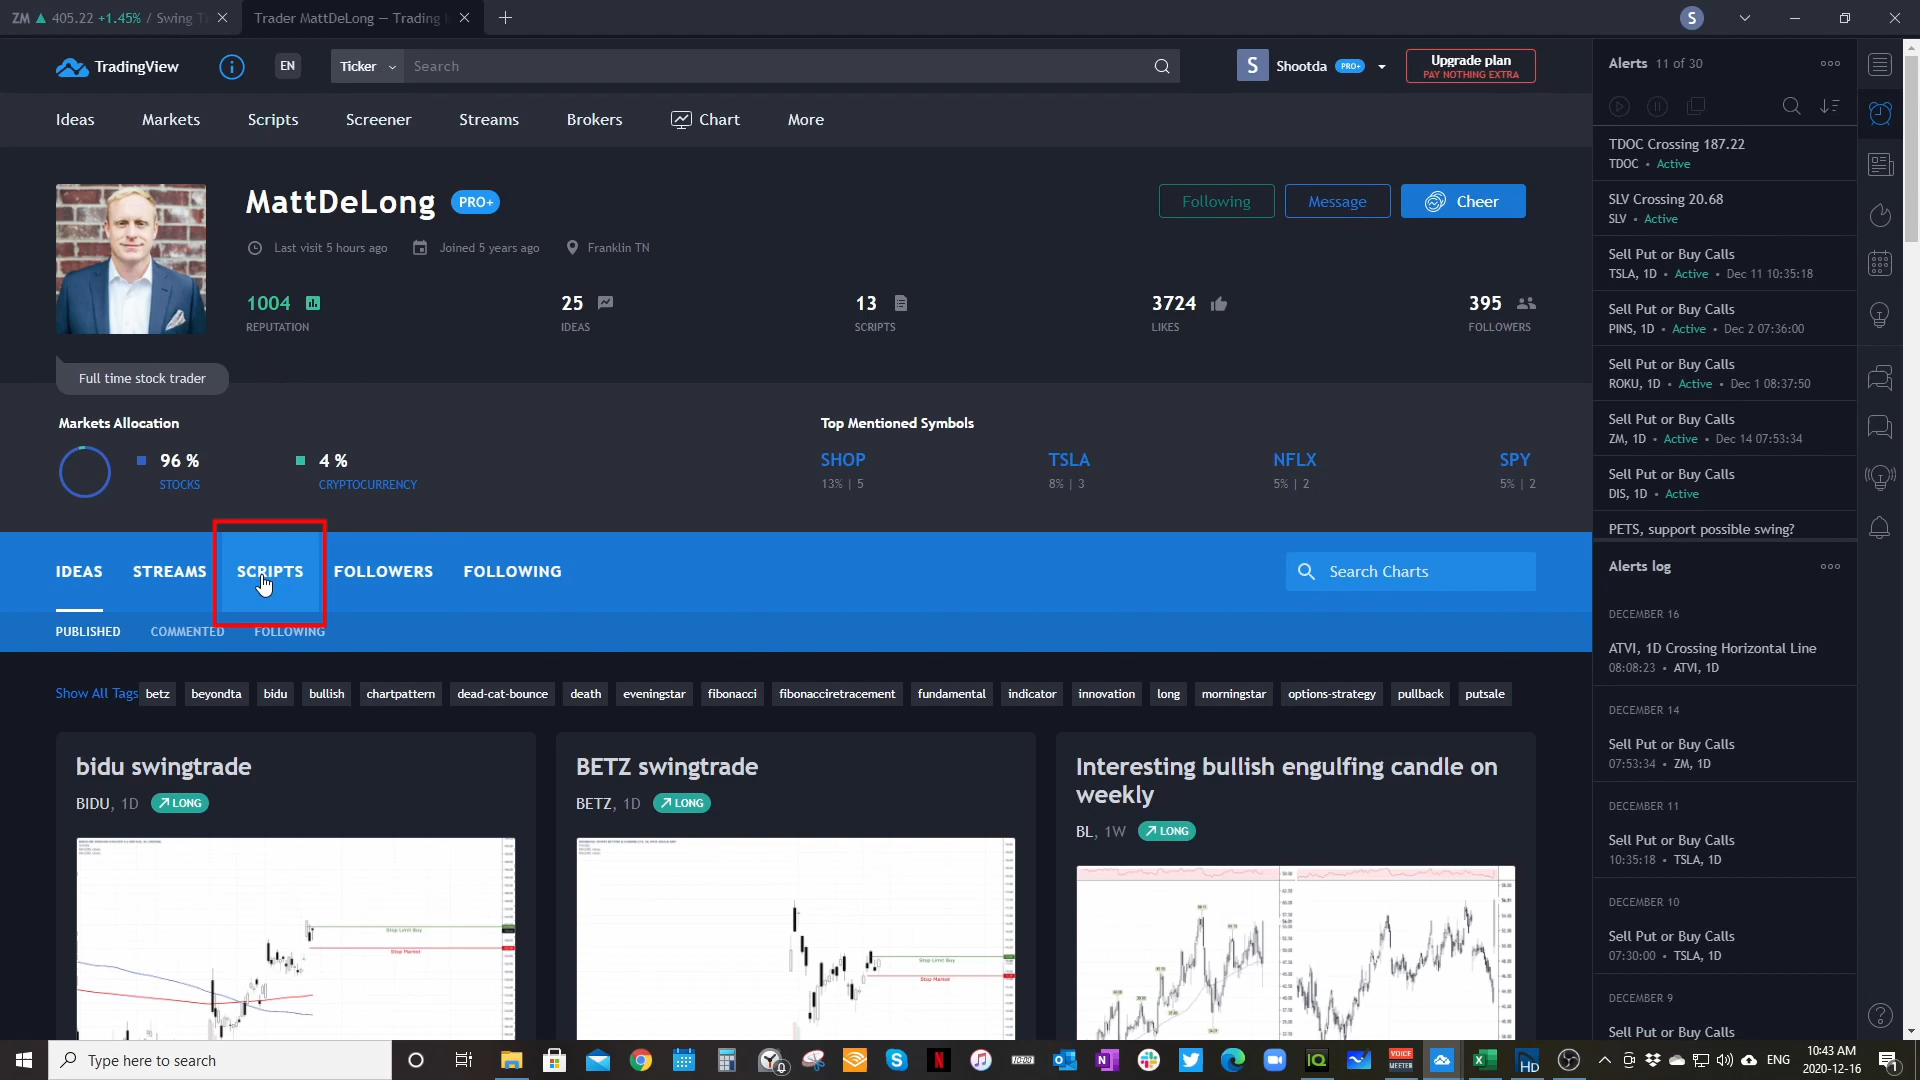 ZM ▲ 405.22 +1.45% / Swing T
Trader MattDeLong — Trading
S
TradingView
EN
Ticker
Search
S
Shootda PRO+
Upgrade plan
PAY NOTHING EXTRA
Ideas
Markets
Scripts
Screener
Streams
Brokers
Chart
More
MattDeLong PRO+
Following
Message
Cheer
Last visit 5 hours ago
Joined 5 years ago
Franklin TN
1004
REPUTATION
25
IDEAS
13
SCRIPTS
3724
LIKES
395
FOLLOWERS
Full time stock trader
Markets Allocation
96 %
STOCKS
4 %
CRYPTOCURRENCY
Top Mentioned Symbols
SHOP
13% | 5
TSLA
8% | 3
NFLX
5% | 2
SPY
5% | 2
IDEAS
STREAMS
SCRIPTS
FOLLOWERS
FOLLOWING
Search Charts
PUBLISHED
COMMENTED
FOLLOWING
Show All Tags betz beyondta bidu bullish chartpattern dead-cat-bounce death eveningstar fibonacci fibonacciretracement fundamental indicator innovation long morningstar options-strategy pullback putsale
bidu swingtrade
BIDU, 1D LONG
Stop Limit Buy
Stop Market
BETZ swingtrade
BETZ, 1D LONG
Stop Limit Buy
Stop Market
Interesting bullish engulfing candle on
weekly
BL, 1W LONG
Alerts 11 of 30
TDOC Crossing 187.22
TDOC • Active
SLV Crossing 20.68
SLV • Active
Sell Put or Buy Calls
TSLA, 1D • Active • Dec 11 10:35:18
Sell Put or Buy Calls
PINS, 1D • Active • Dec 2 07:36:00
Sell Put or Buy Calls
ROKU, 1D • Active • Dec 1 08:37:50
Sell Put or Buy Calls
ZM, 1D • Active • Dec 14 07:53:34
Sell Put or Buy Calls
DIS, 1D • Active
PETS, support possible swing?
Alerts log
DECEMBER 16
ATVI, 1D Crossing Horizontal Line
08:08:23 • ATVI, 1D
DECEMBER 14
Sell Put or Buy Calls
07:53:34 • ZM, 1D
DECEMBER 11
Sell Put or Buy Calls
10:35:18 • TSLA, 1D
DECEMBER 10
Sell Put or Buy Calls
07:30:00 • TSLA, 1D
DECEMBER 9
Sell Put or Buy Calls
Type here to search
VOICE
MEETER
ENG
10:43 AM
2020-12-16